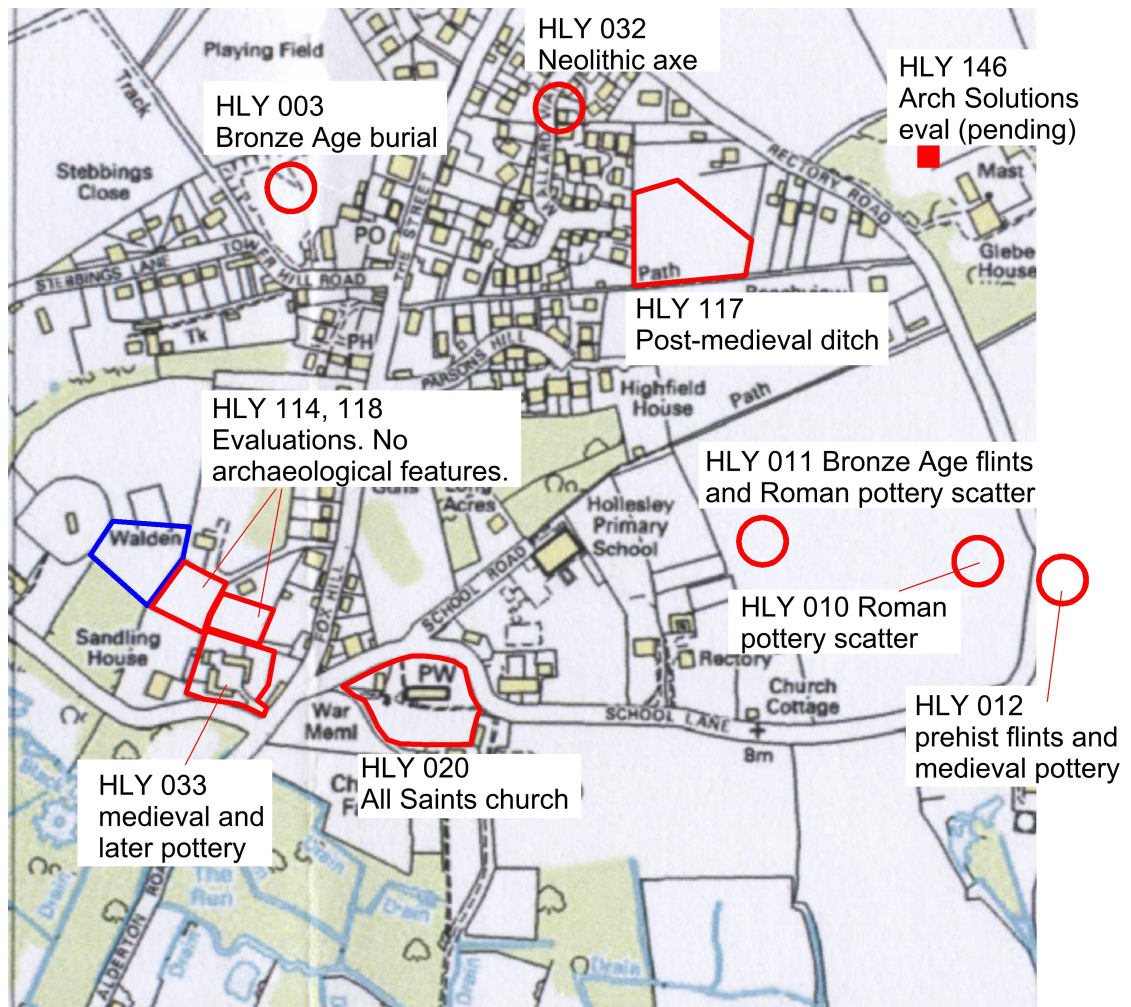 Playing Field
Track
HLY 032
Neolithic axe
HLY 146
Arch Solutions
eval (pending)
HLY 003
Bronze Age burial
Stebbings
Close
RECTORY ROAD
Mast
Glebe
House
PO
THE STREET
STEBBINGS LANE
TOWER HILL ROAD
Path
HLY 117
Post-medieval ditch
Tk
PH
PARSONS HILL
Highfield
House
Path
HLY 114, 118
Evaluations. No
archaeological features.
HLY 011 Bronze Age flints
and Roman pottery scatter
Acres
Hollesley
Primary
School
Walden
SCHOOL ROAD
FOX HILL
HLY 010 Roman
pottery scatter
Sandling
House
PW
Rectory
Church
Cottage
SCHOOL LANE
War
Meml
HLY 012
prehist flints and
medieval pottery
HLY 020
All Saints church
HLY 033
medieval and
later pottery
The
Run
Drain
Drain
Drain
Drain
Drain
Drain
ALDERTON